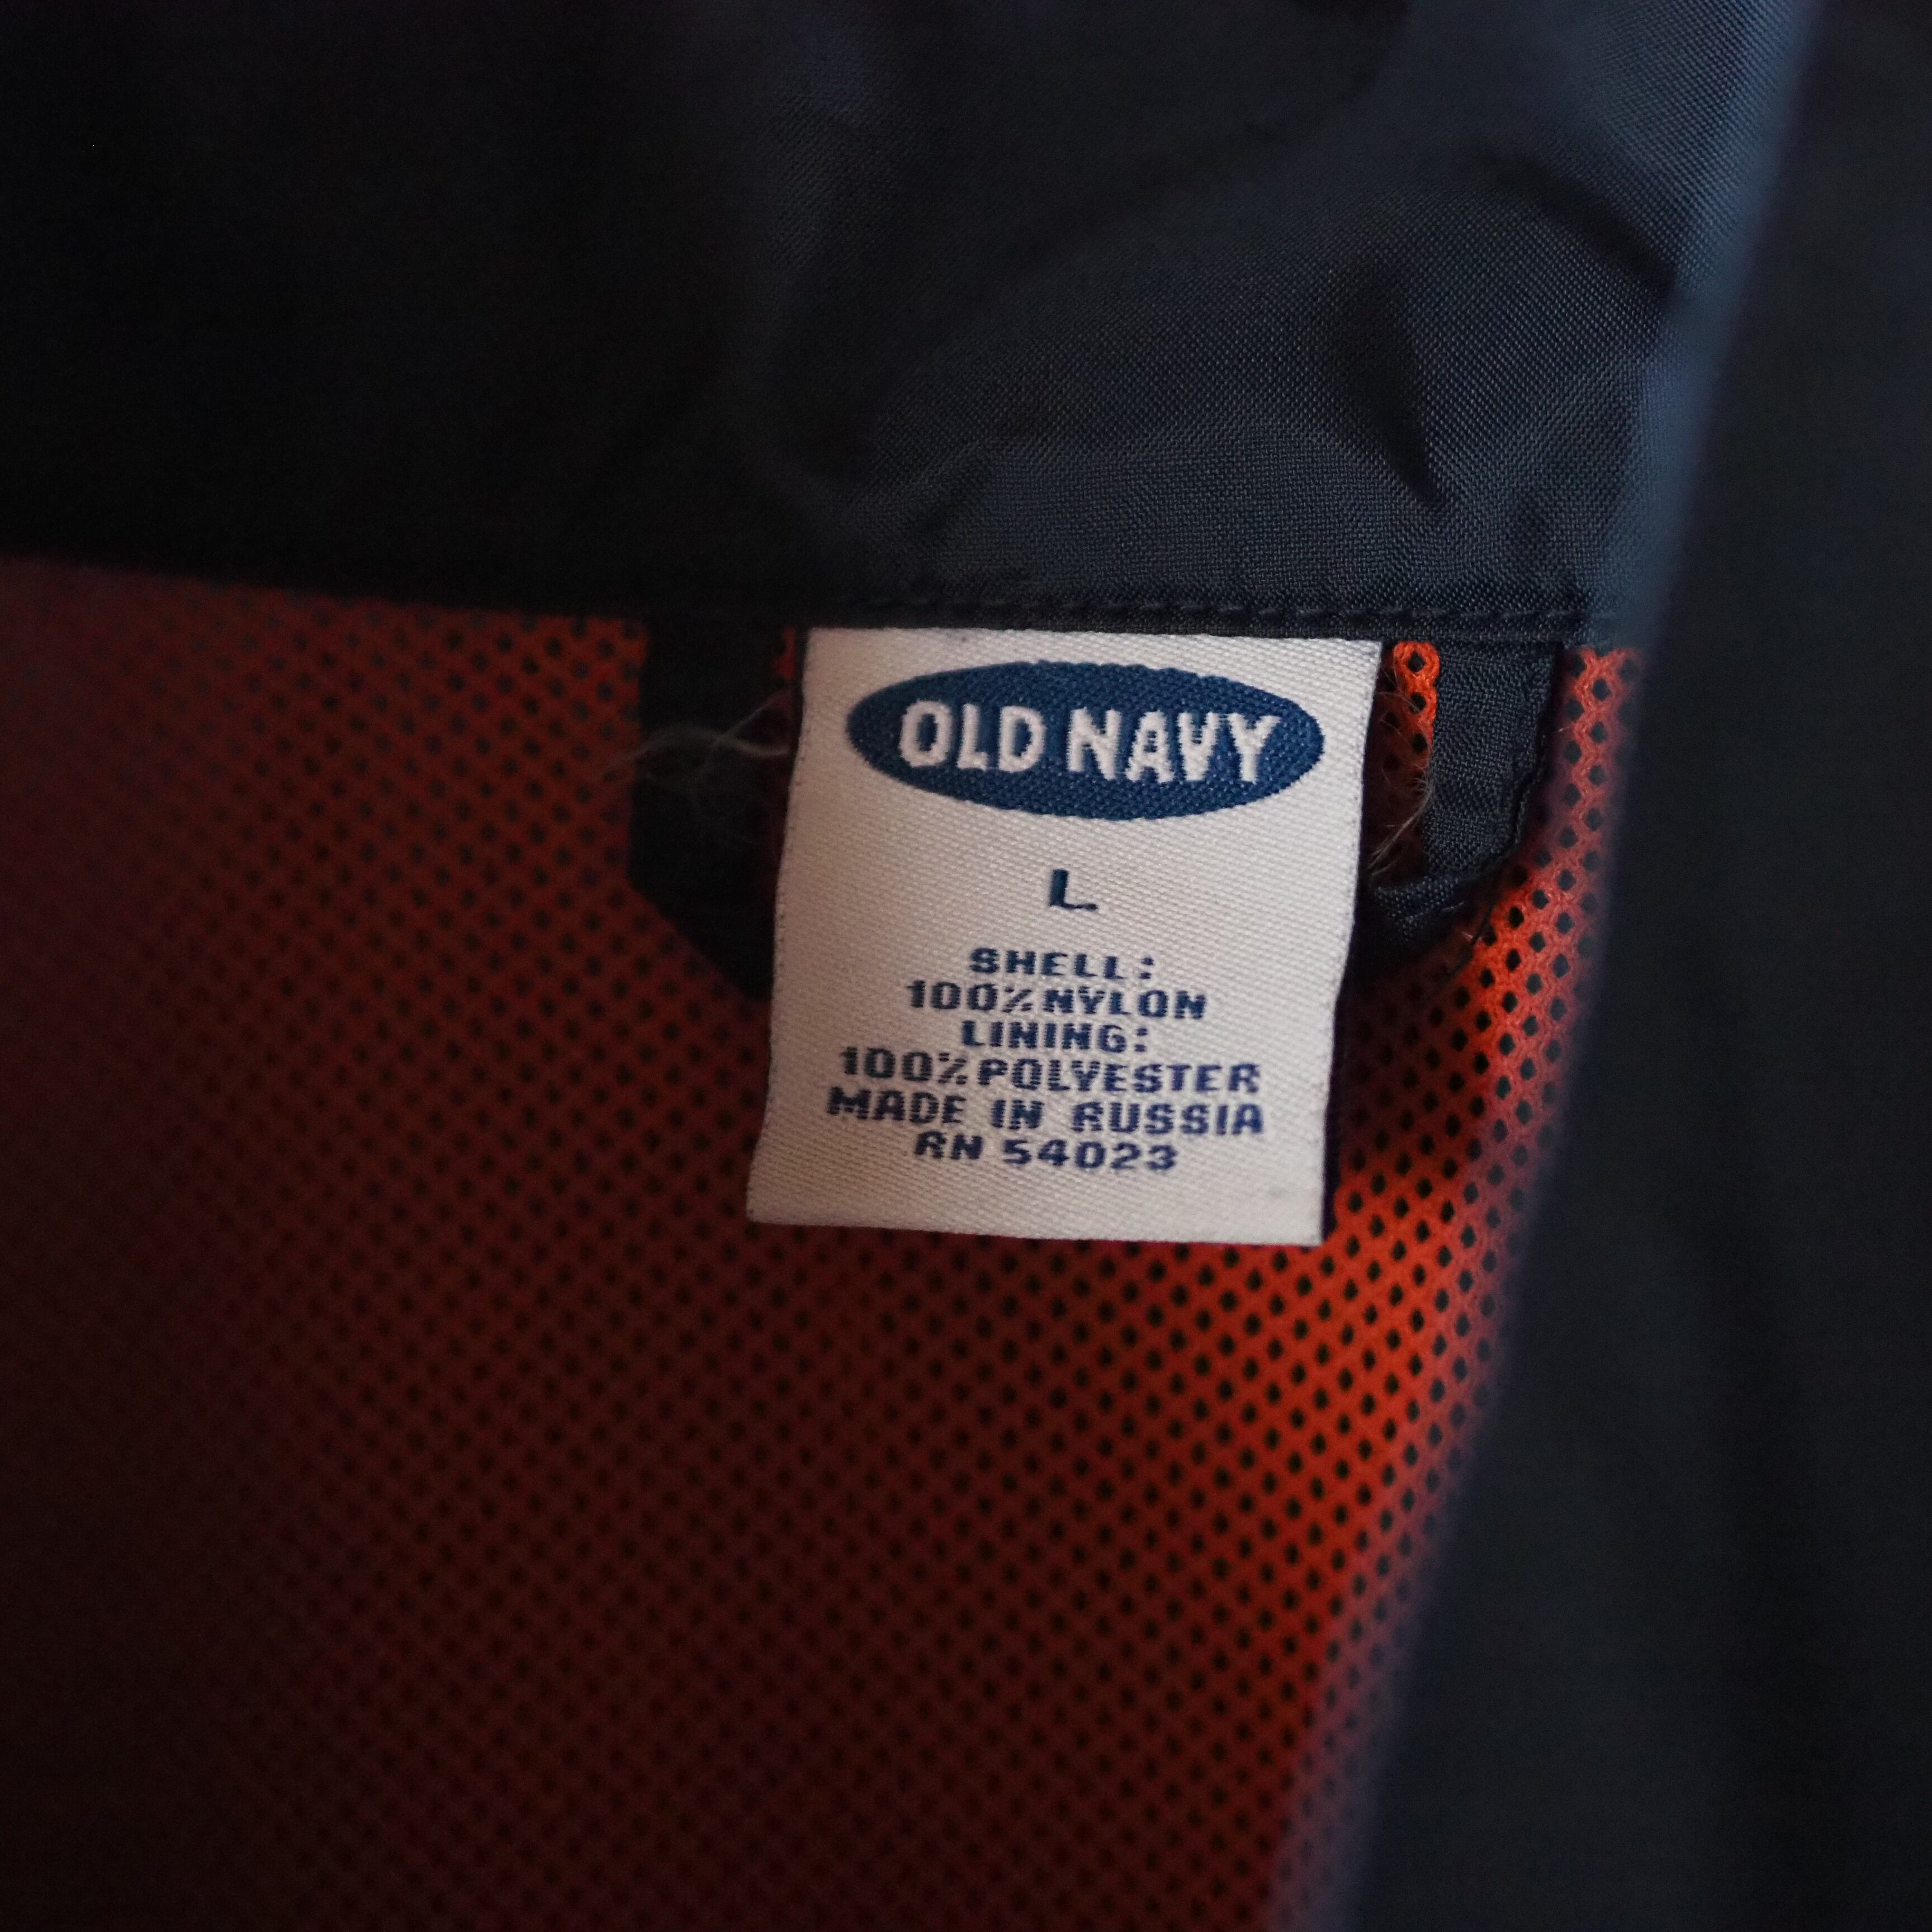 OLD NAVY
L
SHELL:
100% NYLON
LINING:
100% POLYESTER
MADE IN RUSSIA
RN 54023